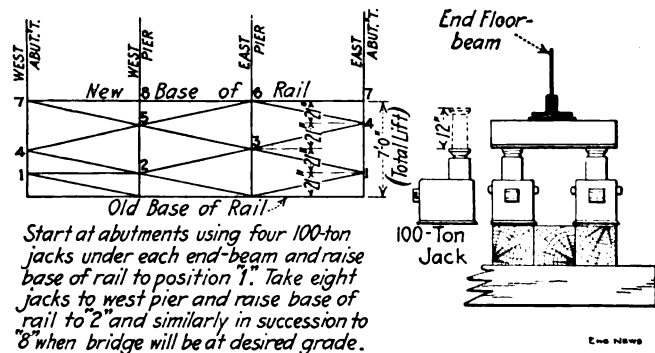 WEST
ABUT.'T.
WEST
PIER
EAST
PIER
EAST
ABUT.'T.
7 New 8 Base of 6 Rail 7
5
4
4
3
1
2
1
21"
21"
21"
21"
7'0"
(Total Lift)
Old Base of Rail
End Floor-
beam
12"
100-Ton
Jack
Start at abutments using four 100-ton
jacks under each end-beam and raise
base of rail to position "1". Take eight
jacks to west pier and raise base of
rail to "2" and similarly in succession to
"8" when bridge will be at desired grade.
ENG NEWS